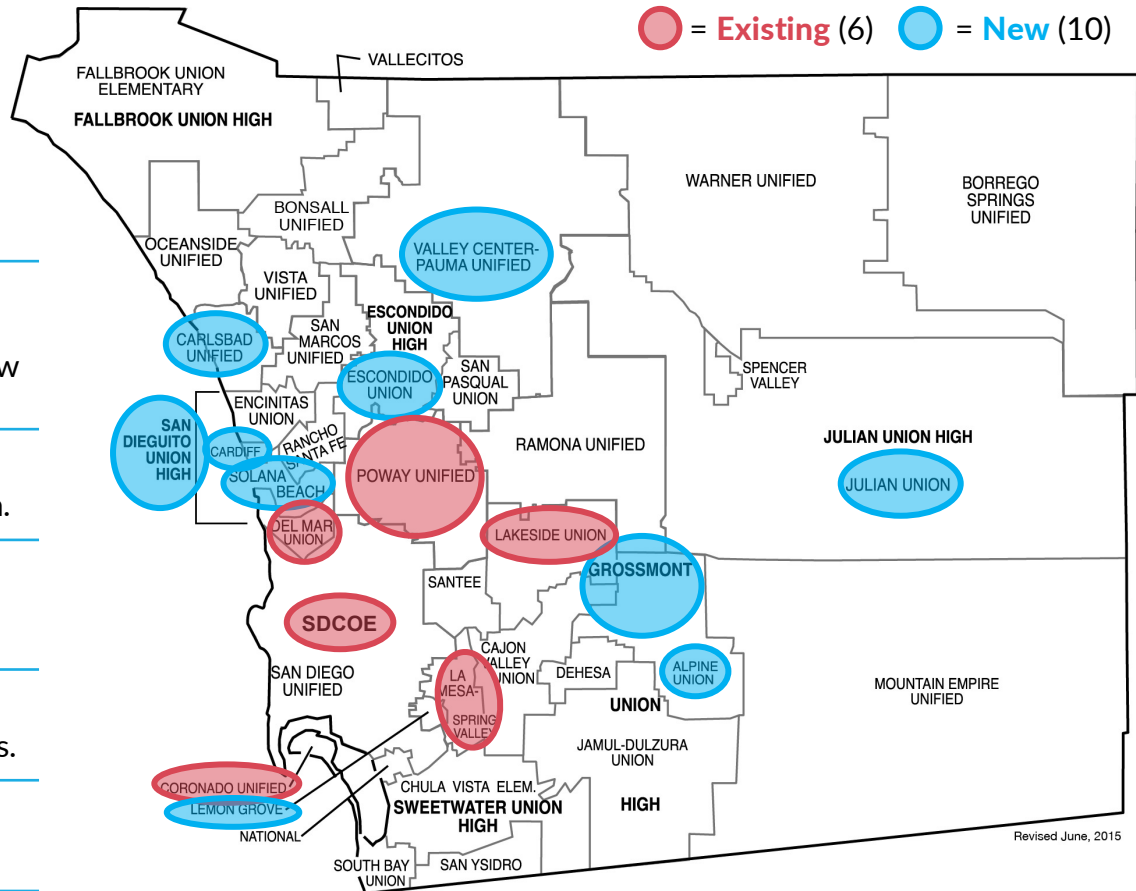 = Existing (6) = New (10)
VALLECITOS
FALLBROOK UNION
ELEMENTARY
FALLBROOK UNION HIGH
WARNER UNIFIED
BORREGO
SPRINGS
UNIFIED
BONSALL
UNIFIED
OCEANSIDE
UNIFIED
VALLEY CENTER-
PAUMA UNIFIED
VISTA
UNIFIED
ESCONDIDO
UNION
HIGH
SAN
MARCOS
UNIFIED
CARLSBAD
UNIFIED
w
ESCONDIDO
UNION
SAN
PASQUAL
UNION
SPENCER
VALLEY
ENCINITAS
UNION
SAN
DIEGUITO
UNION
HIGH
CARDIFF
RANCHO
SANTA FE
RAMONA UNIFIED
JULIAN UNION HIGH
SOLANA
BEACH
POWAY UNIFIED
JULIAN UNION
.
DEL MAR
UNION
LAKESIDE UNION
GROSSMONT
SANTEE
SDCOE
CAJON
VALLEY
UNION
DEHESA
ALPINE
UNION
SAN DIEGO
UNIFIED
LA
MESA-
SPRING
VALLEY
UNION
MOUNTAIN EMPIRE
UNIFIED
JAMUL-DULZURA
UNION
s.
CORONADO UNIFIED
CHULA VISTA ELEM.
LEMON GROVE
SWEETWATER UNION
HIGH
HIGH
NATIONAL
Revised June, 2015
SOUTH BAY
UNION
SAN YSIDRO